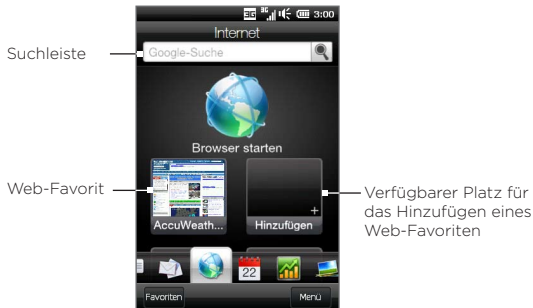 3G 3:00
Internet
Suchleiste
Google-Suche
Browser starten
Web-Favorit
Verfügbarer Platz für
das Hinzufügen eines
Web-Favoriten
AccuWeath...
Hinzufügen
22
Favoriten
Menü